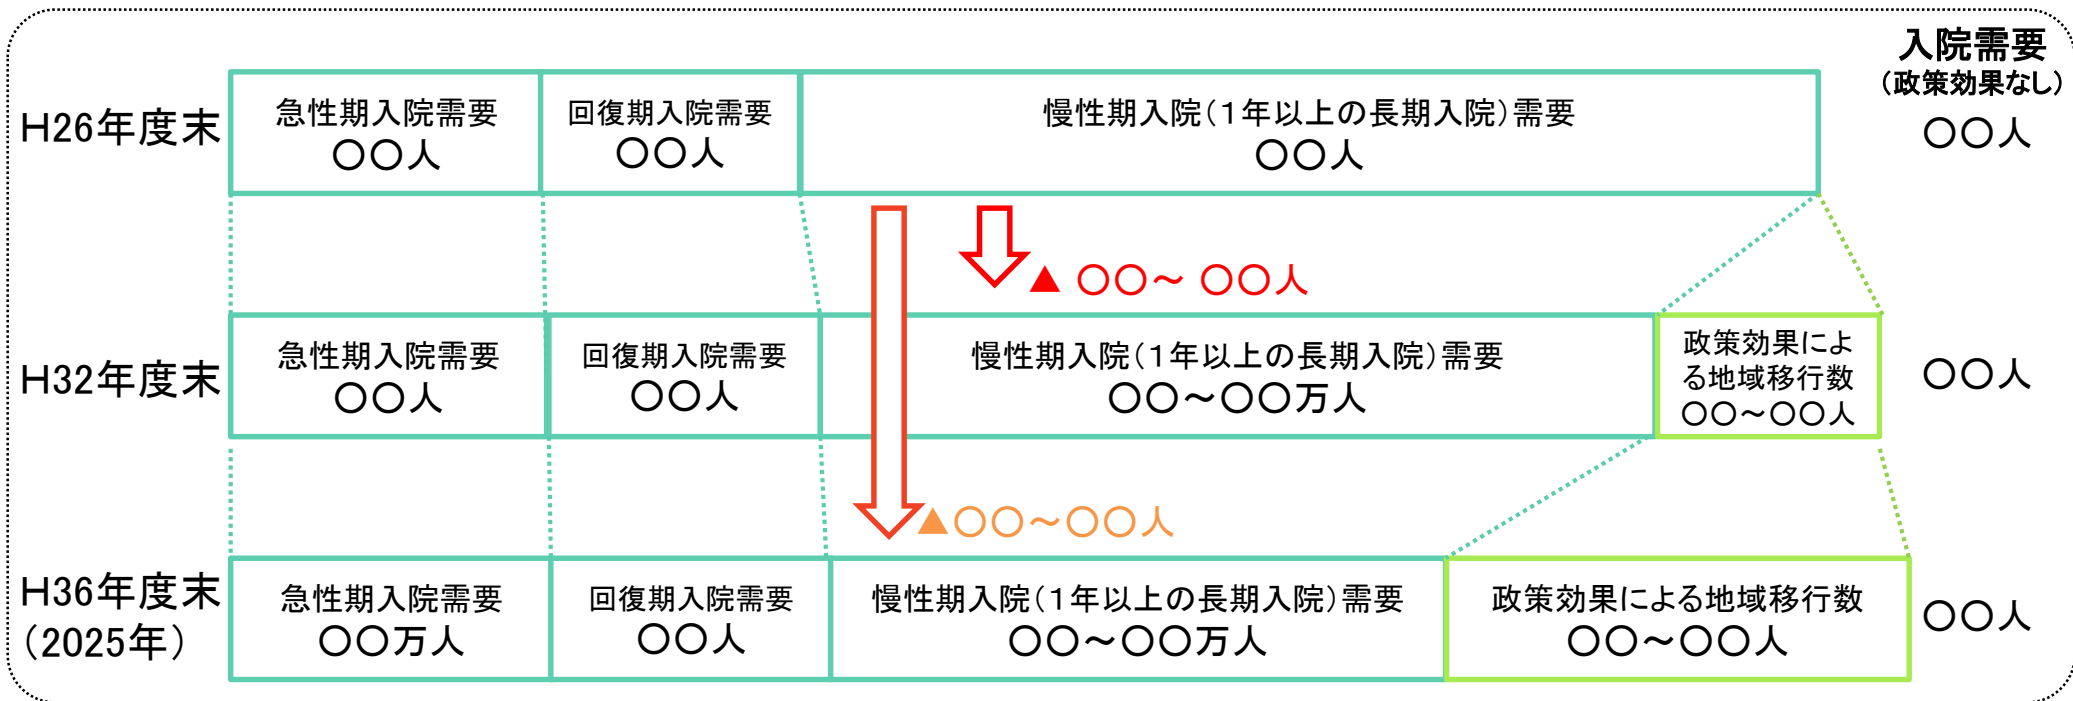 入院需要
（政策効果なし）
H26年度末
急性期入院需要
〇〇人
回復期入院需要
〇〇人
慢性期入院（１年以上の長期入院）需要
〇〇人
〇〇人
▲ 〇〇～ 〇〇人
H32年度末
急性期入院需要
〇〇人
回復期入院需要
〇〇人
慢性期入院（１年以上の長期入院）需要
〇〇～〇〇万人
政策効果によ
る地域移行数
〇〇～〇〇人
〇〇人
▲〇〇～〇〇人
H36年度末
（2025年）
急性期入院需要
〇〇万人
回復期入院需要
〇〇人
慢性期入院（１年以上の長期入院）需要
〇〇～〇〇万人
政策効果による地域移行数
〇〇～〇〇人
〇〇人